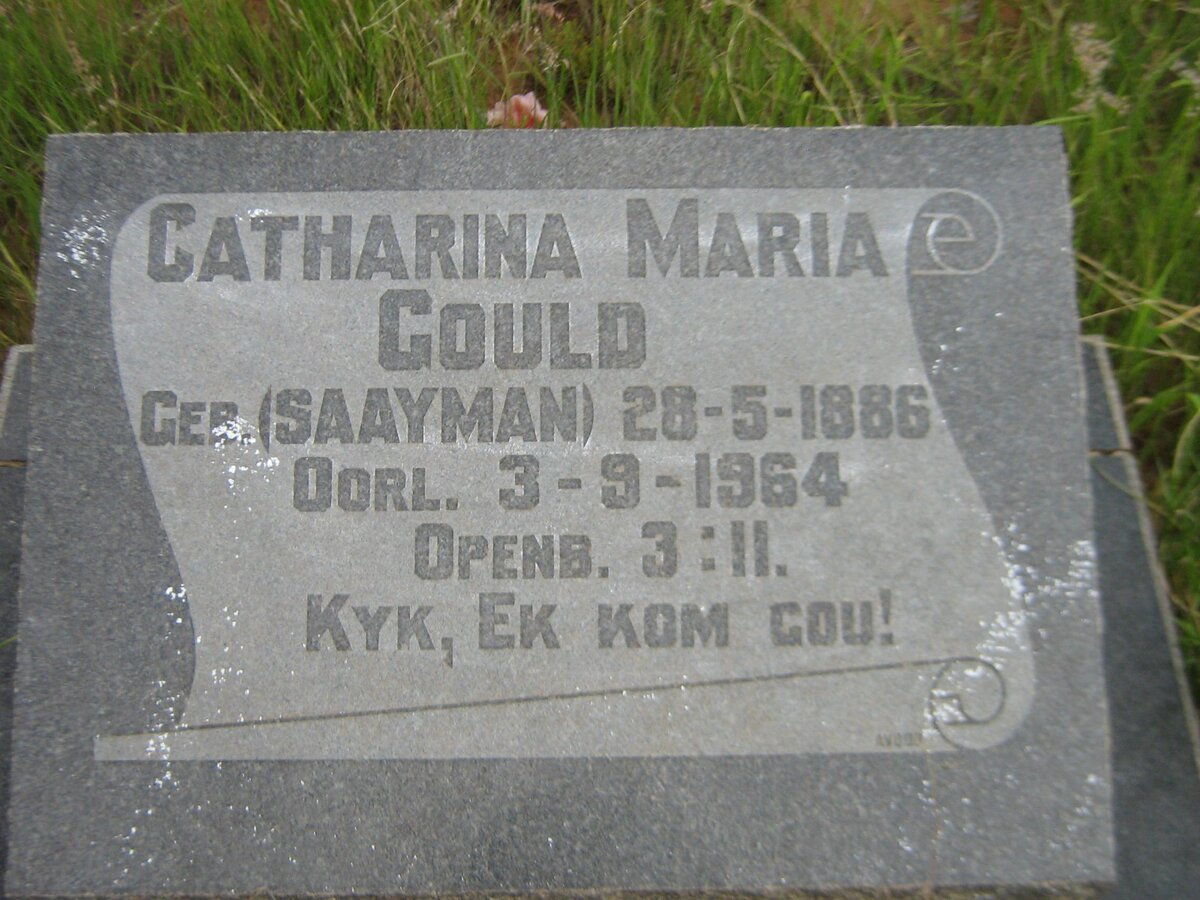 CATHARINA MARIA
GOULD
GEB (SAAYMAN) 28-5-1886
OORL. 3-9-1964
OPENB. 3:11.
KYK, EK KOM GOU!